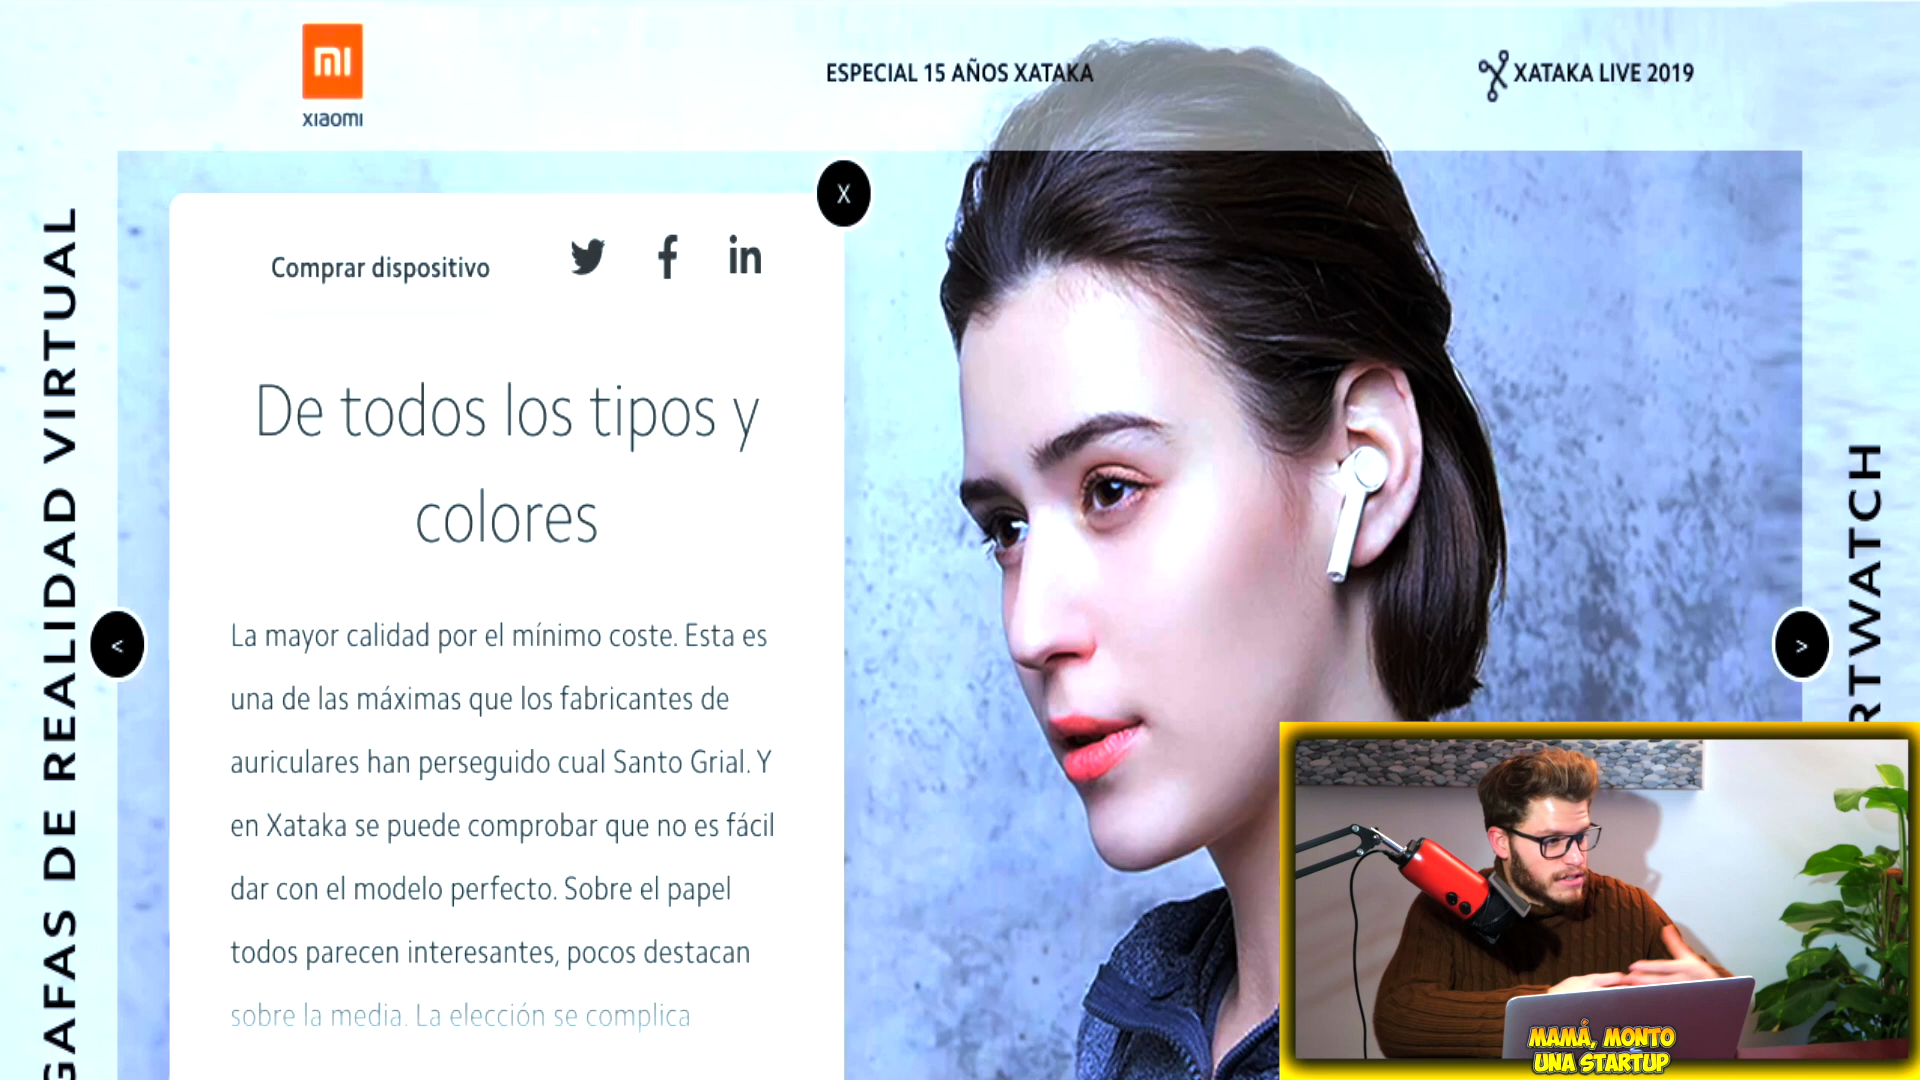 mi
xiaomi
ESPECIAL 15 AÑOS XATAKA
XATAKA LIVE 2019
GAFAS DE REALIDAD VIRTUAL
X
Comprar dispositivo
De todos los tipos y
colores
La mayor calidad por el mínimo coste. Esta es
una de las máximas que los fabricantes de
auriculares han perseguido cual Santo Grial. Y
en Xataka se puede comprobar que no es fácil
dar con el modelo perfecto. Sobre el papel
todos parecen interesantes, pocos destacan
sobre la media. La elección se complica
<
>
RTWATCH
MAMÁ, MONTO
UNA STARTUP